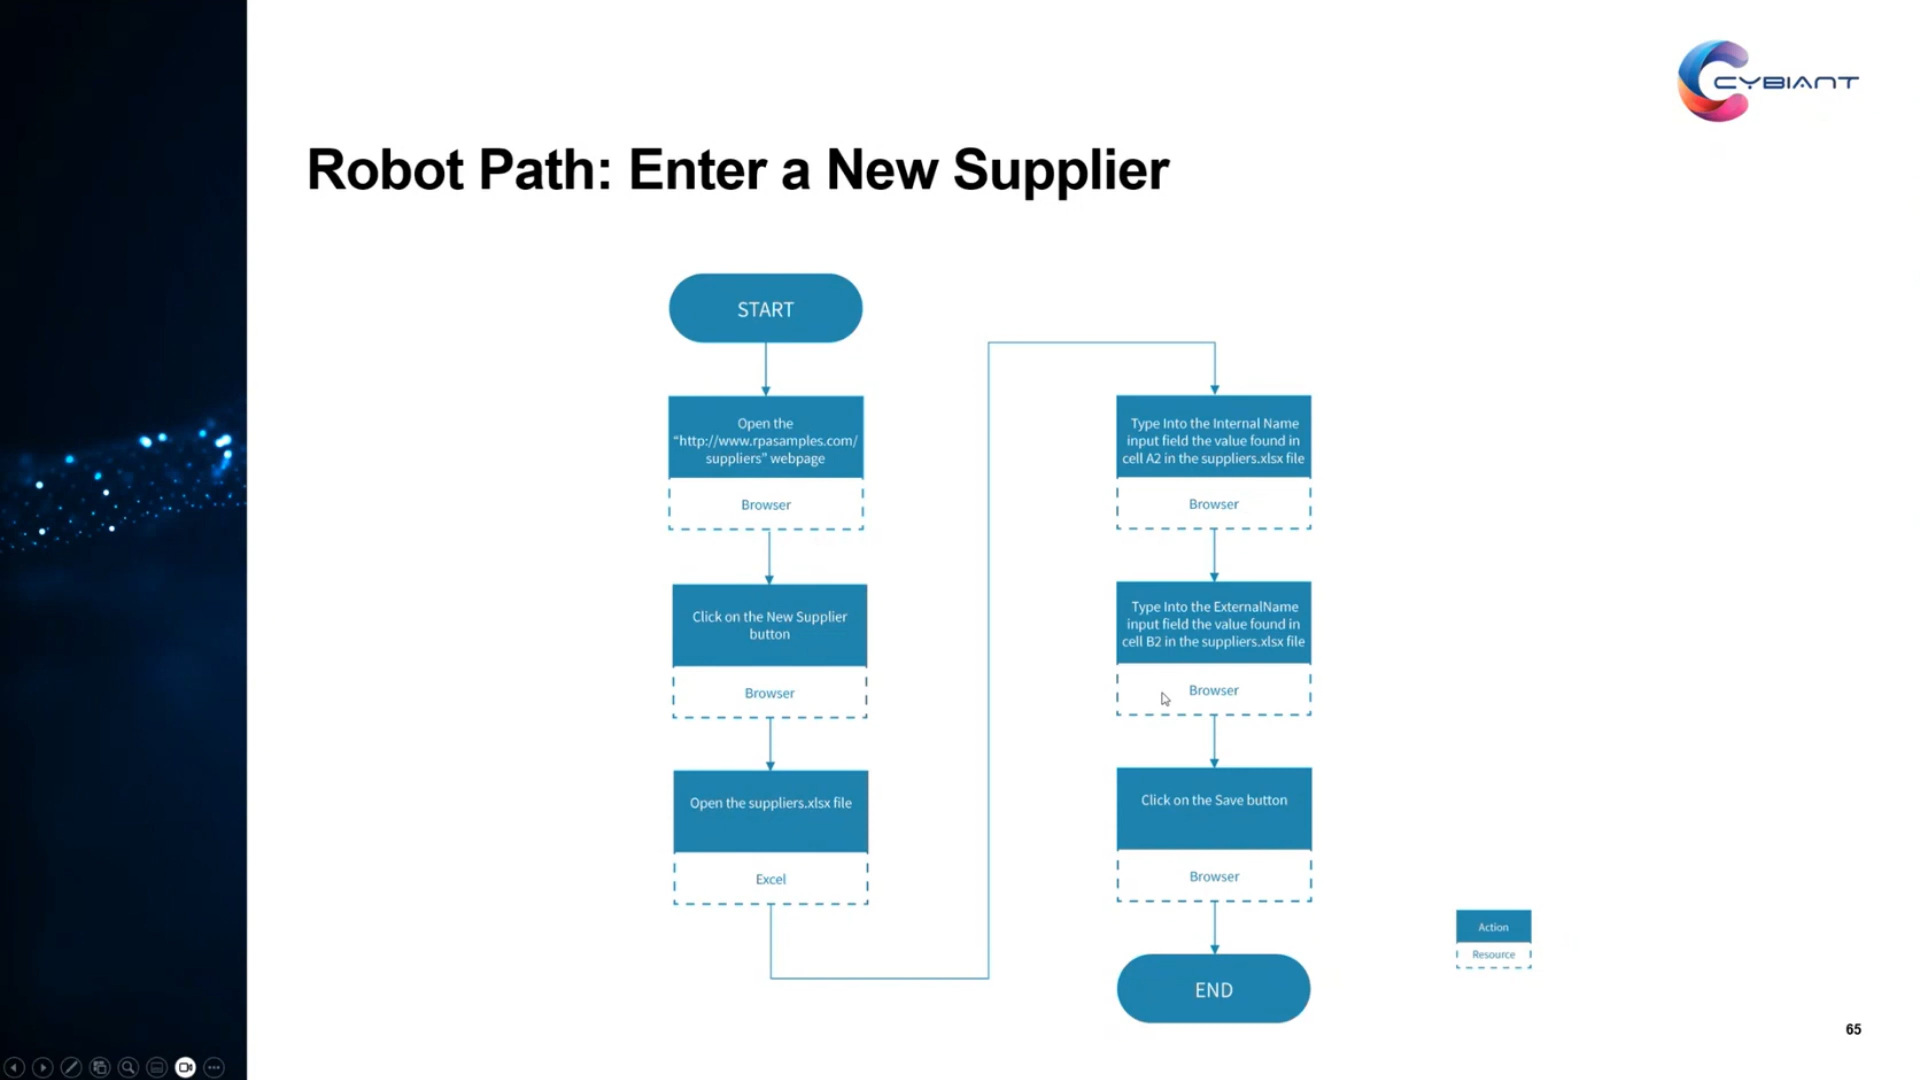 CYBIANT
Robot Path: Enter a New Supplier
START
Open the
“http://www.rpasamples.com/
suppliers” webpage
Browser
Click on the New Supplier
button
Browser
Open the suppliers.xlsx file
Excel
Type Into the Internal Name
input field the value found in
cell A2 in the suppliers.xlsx file
Browser
Type Into the ExternalName
input field the value found in
cell B2 in the suppliers.xlsx file
Browser
Click on the Save button
Browser
END
Action
Resource
65